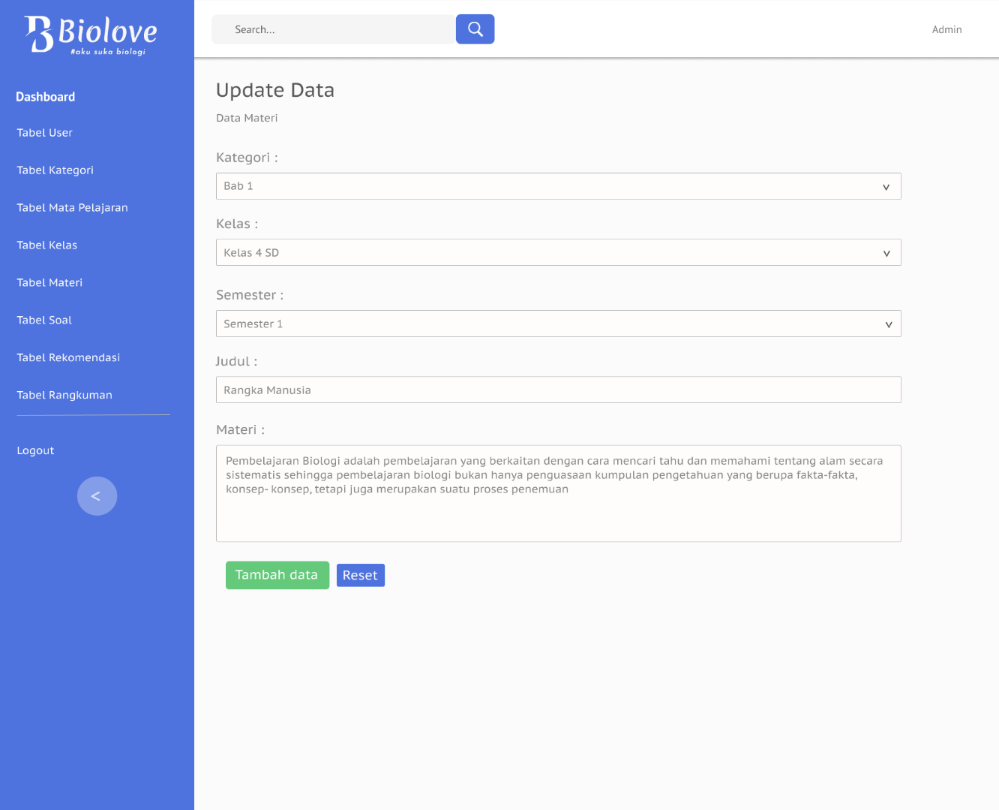 Biolove
#aku suka biologi
Dashboard
Tabel User
Tabel Kategori
Tabel Mata Pelajaran
Tabel Kelas
Tabel Materi
Tabel Soal
Tabel Rekomendasi
Tabel Rangkuman
Logout
<
Search...
Admin
Update Data
Data Materi
Kategori :
Bab 1
v
Kelas :
Kelas 4 SD
v
Semester :
Semester 1
v
Judul :
Rangka Manusia
Materi :
Pembelajaran Biologi adalah pembelajaran yang berkaitan dengan cara mencari tahu dan memahami tentang alam secara
sistematis sehingga pembelajaran biologi bukan hanya penguasaan kumpulan pengetahuan yang berupa fakta-fakta,
konsep- konsep, tetapi juga merupakan suatu proses penemuan
Tambah data
Reset